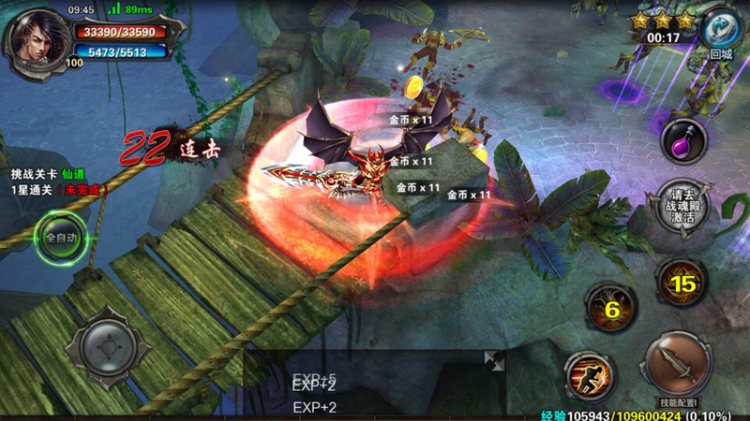 09:45
89ms
33390/33590
5473/5513
100
00:17
回城
金币 x 11
金币 x 11
金币 x 11
金币 x 11
22 连击
挑战关卡 仙道
1星通关（未完成）
全自动
请去
战魂殿
激活
6
15
技能配置I
EXP+5
EXP+2
EXP+2
经验105943/109600424 (0.10%)